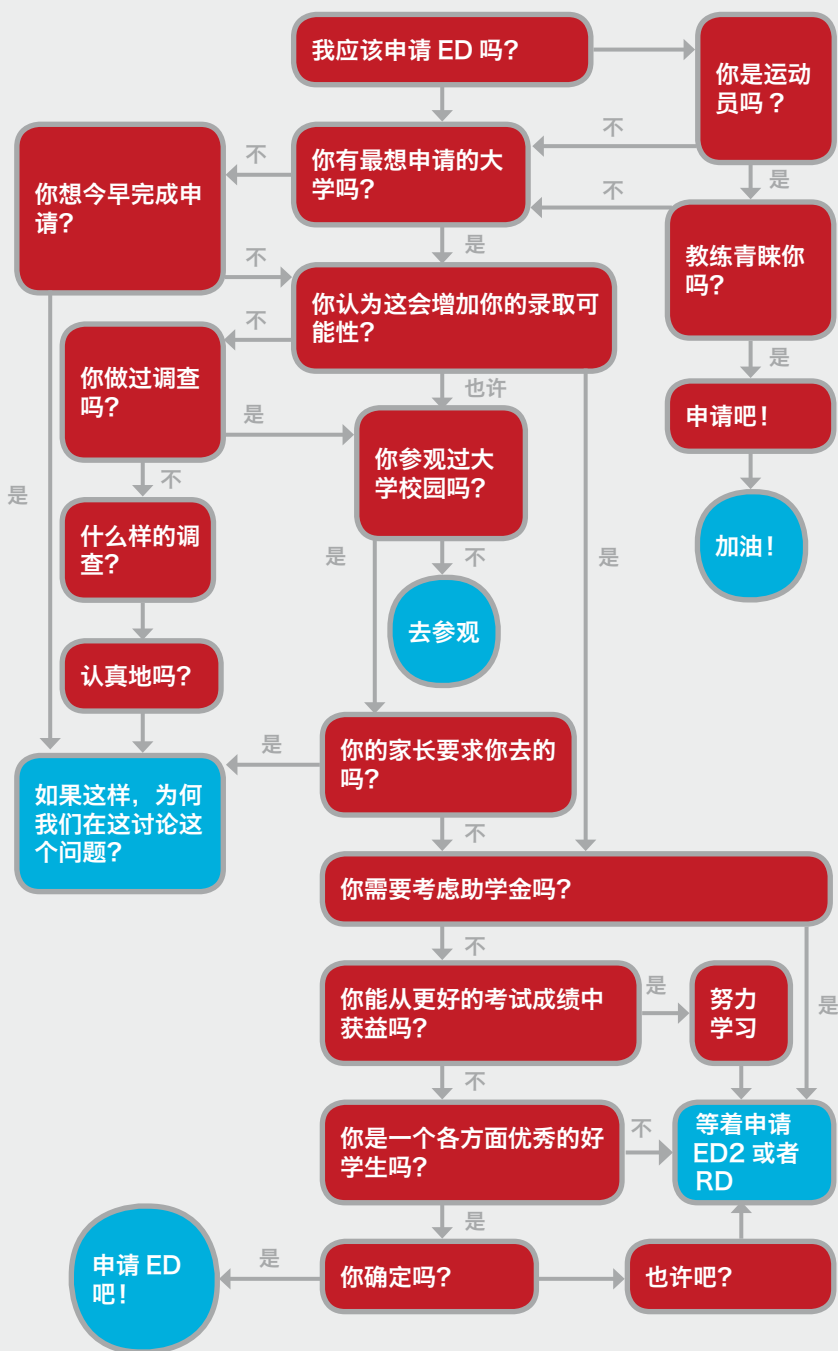 我应该申请 ED 吗？
你是运动
员吗？
不
你有最想申请的大
学吗？
不
是
你想今早完成申
请？
不
不
是
教练青睐你
吗？
你认为这会增加你的录取可
能性？
不
是
你做过调查
吗？
也许
申请吧！
是
你参观过大
学校园吗？
是
不
什么样的调
查？
加油！
是
不
是
去参观
认真地吗？
你的家长要求你去的
吗？
是
如果这样，为何
我们在这讨论这
个问题？
不
你需要考虑助学金吗？
不
你能从更好的考试成绩中
获益吗？
是
努力
学习
是
不
你是一个各方面优秀的好
学生吗？
不
等着申请
ED2 或者
RD
是
申请 ED
吧！
是
你确定吗？
也许吧？